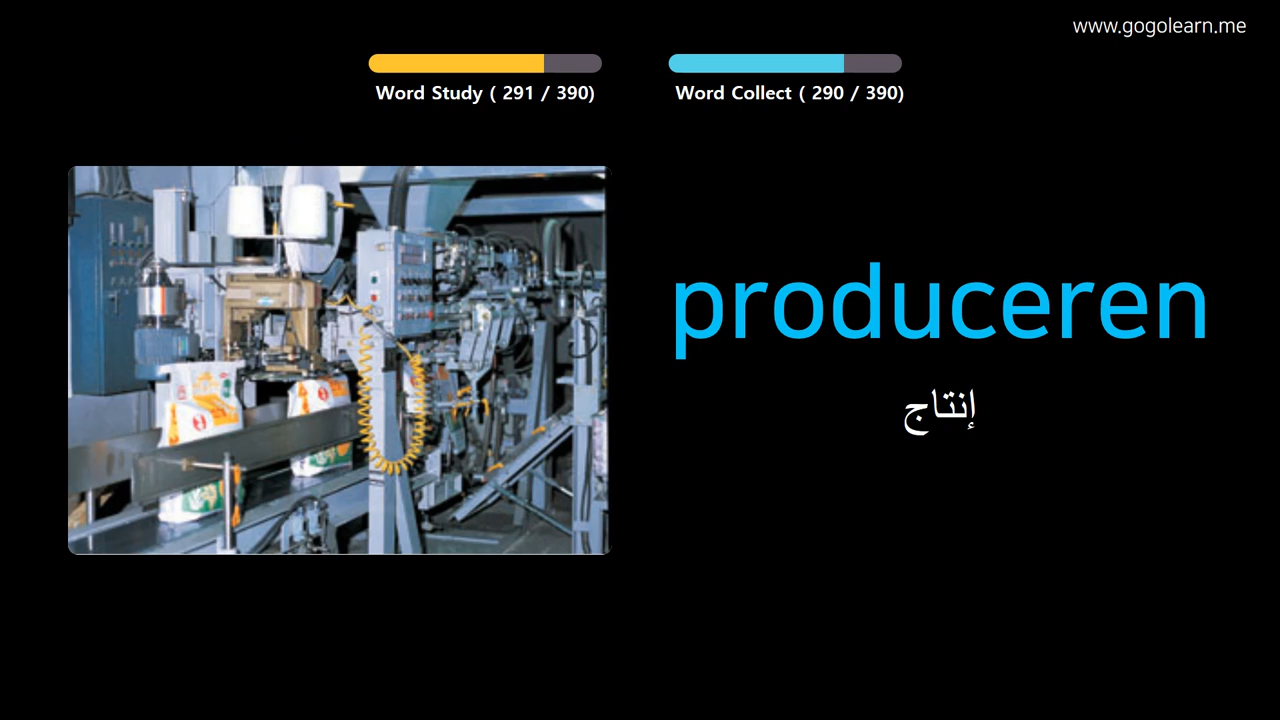 www.gogolearn.me
Word Study ( 291 / 390)
Word Collect ( 290 / 390)
produceren
إنتاج